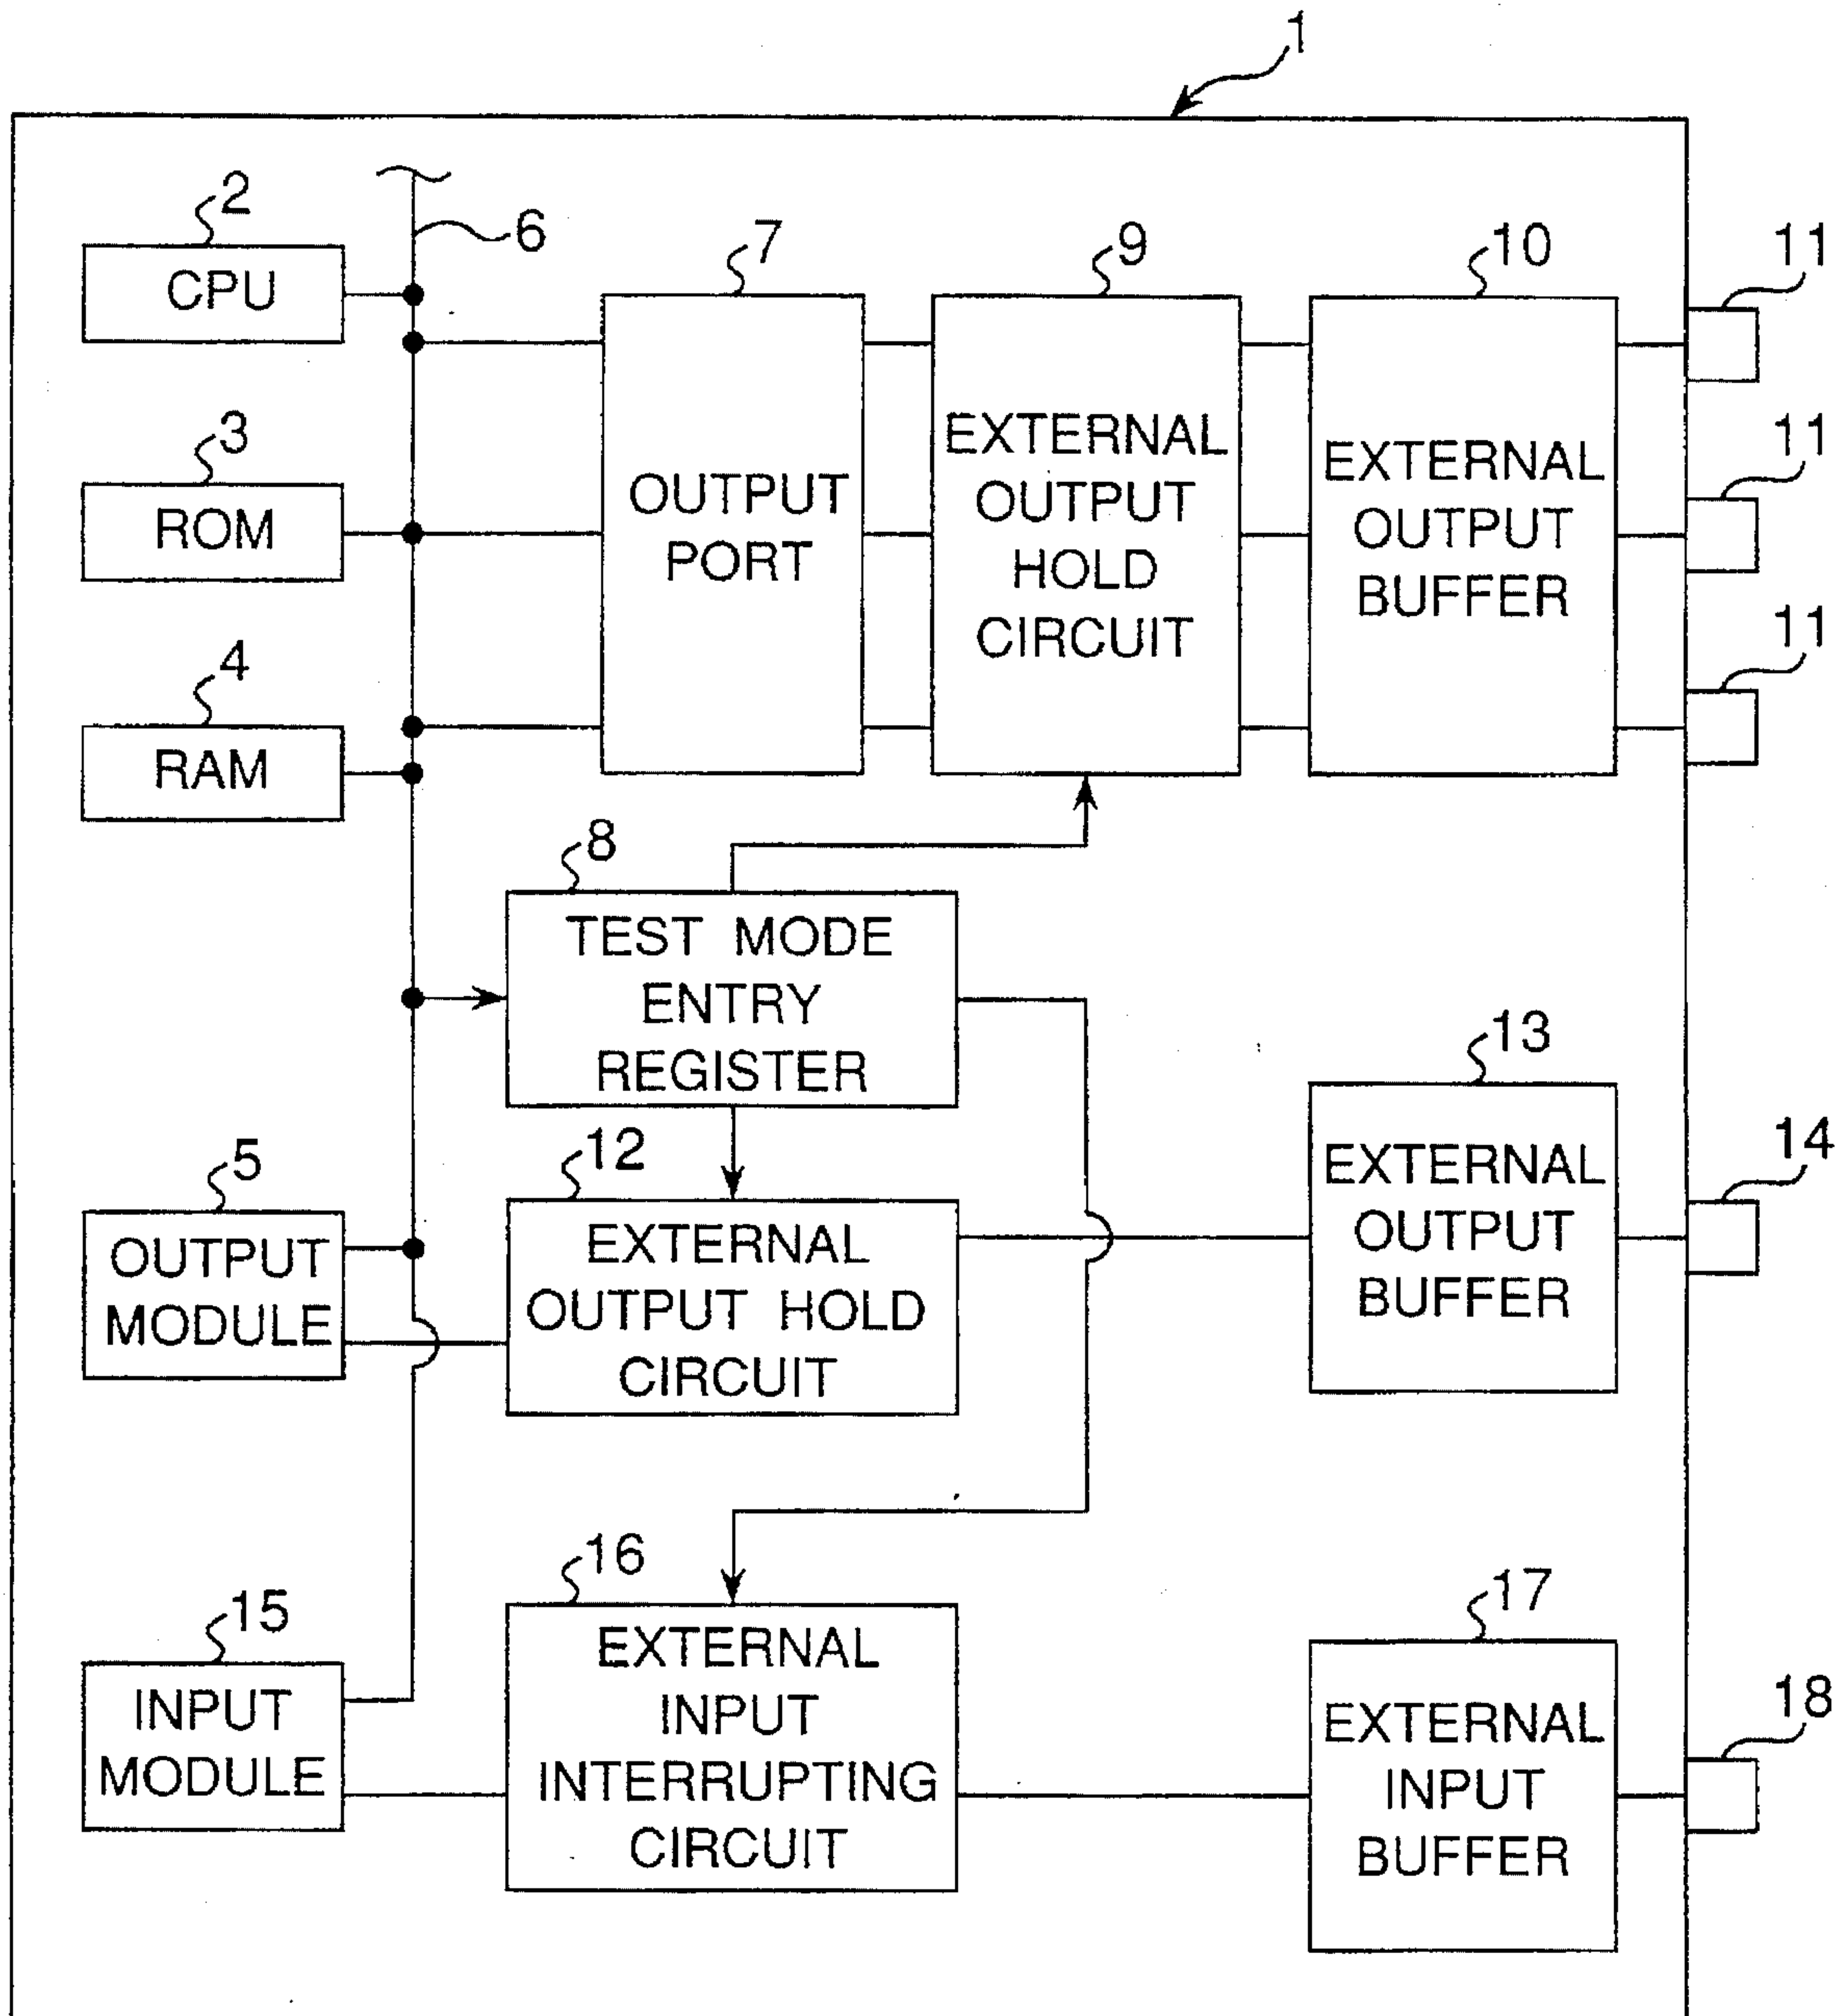 1
2
6
7
9
10
11
CPU
3
11
EXTERNAL
OUTPUT
HOLD
CIRCUIT
EXTERNAL
OUTPUT
BUFFER
OUTPUT
PORT
ROM
4
11
RAM
8
TEST MODE
ENTRY
REGISTER
13
5
12
14
EXTERNAL
OUTPUT
BUFFER
OUTPUT
MODULE
EXTERNAL
OUTPUT HOLD
CIRCUIT
15
16
17
18
INPUT
MODULE
EXTERNAL
INPUT
INTERRUPTING
CIRCUIT
EXTERNAL
INPUT
BUFFER